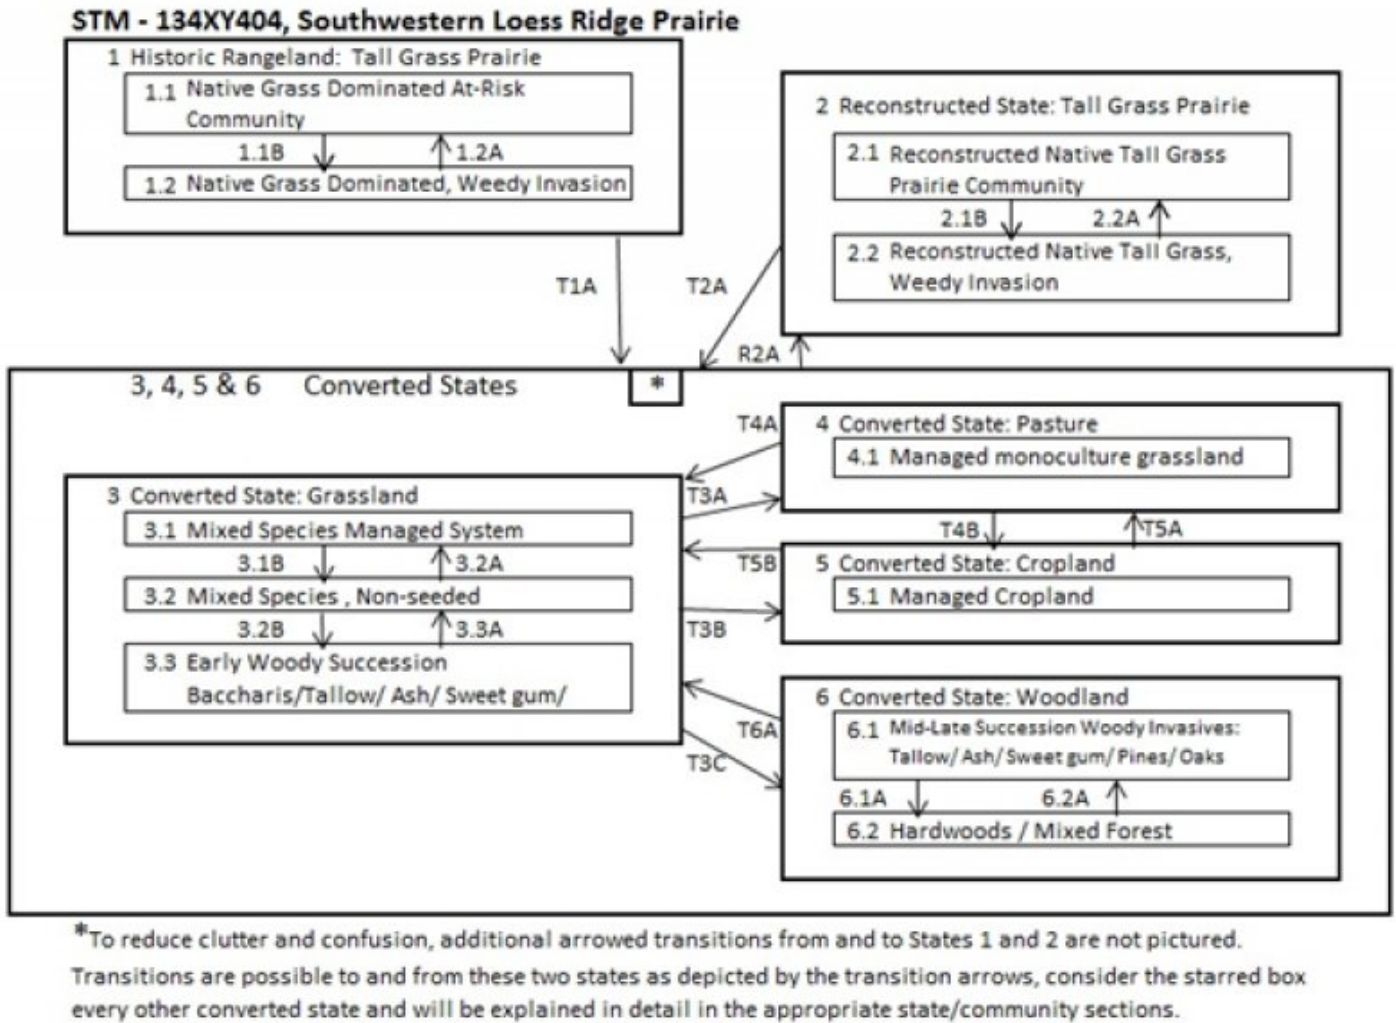 STM - 134XY404, Southwestern Loess Ridge Prairie
1 Historic Rangeland: Tall Grass Prairie
1.1 Native Grass Dominated At-Risk
Community
1.1B
1.2A
1.2 Native Grass Dominated, Weedy Invasion
2 Reconstructed State: Tall Grass Prairie
2.1 Reconstructed Native Tall Grass
Prairie Community
2.1B
2.2A
2.2 Reconstructed Native Tall Grass,
Weedy Invasion
T1A
T2A
R2A
3, 4, 5 & 6 Converted States
*
T4A
T3A
T5B
T3B
T6A
T3C
3 Converted State: Grassland
3.1 Mixed Species Managed System
3.1B
3.2A
3.2 Mixed Species , Non-seeded
3.2B
3.3A
3.3 Early Woody Succession
Baccharis/Tallow/ Ash/ Sweet gum/
4 Converted State: Pasture
4.1 Managed monoculture grassland
T4B
T5A
5 Converted State: Cropland
5.1 Managed Cropland
6 Converted State: Woodland
6.1 Mid-Late Succession Woody Invasives:
Tallow/ Ash/ Sweet gum/ Pines/ Oaks
6.1A
6.2A
6.2 Hardwoods / Mixed Forest
*To reduce clutter and confusion, additional arrowed transitions from and to States 1 and 2 are not pictured.
Transitions are possible to and from these two states as depicted by the transition arrows, consider the starred box
every other converted state and will be explained in detail in the appropriate state/community sections.